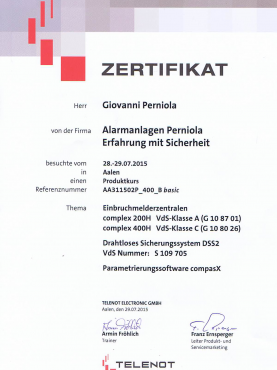 ZERTIFIKAT
Herr Giovanni Perniola
von der Firma Alarmanlagen Perniola
Erfahrung mit Sicherheit
besuchte vom 28.-29.07.2015
in Aalen
einen Produktkurs
Referenznummer AA311502P_400_B basic
Thema Einbruchmelderzentralen
complex 200H VdS-Klasse A (G 10 87 01)
complex 400H VdS-Klasse C (G 10 80 26)
Drahtloses Sicherungssystem DSS2
VdS Nummer: S 109 705
Parametrierungssoftware compasX
TELENOT ELECTRONIC GMBH
Aalen, den 29.07.2015
Armin Fröhlich
Trainer
Franz Ernsperger
Leiter Produkt- und
Servicemarketing
TELENOT